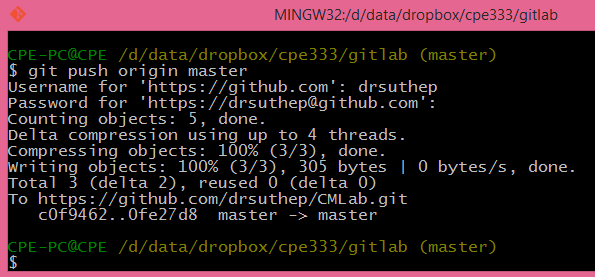 MINGW32:/d/data/dropbox/cpe333/gitlab
CPE-PC@CPE /d/data/dropbox/cpe333/gitlab (master)
$ git push origin master
Username for 'https://github.com': drsuthep
Password for 'https://drsuthep@github.com':
Counting objects: 5, done.
Delta compression using up to 4 threads.
Compressing objects: 100% (3/3), done.
Writing objects: 100% (3/3), 305 bytes | 0 bytes/s, done.
Total 3 (delta 2), reused 0 (delta 0)
To https://github.com/drsuthep/CMLab.git
   c0f9462..0fe27d8  master -> master
CPE-PC@CPE /d/data/dropbox/cpe333/gitlab (master)
$